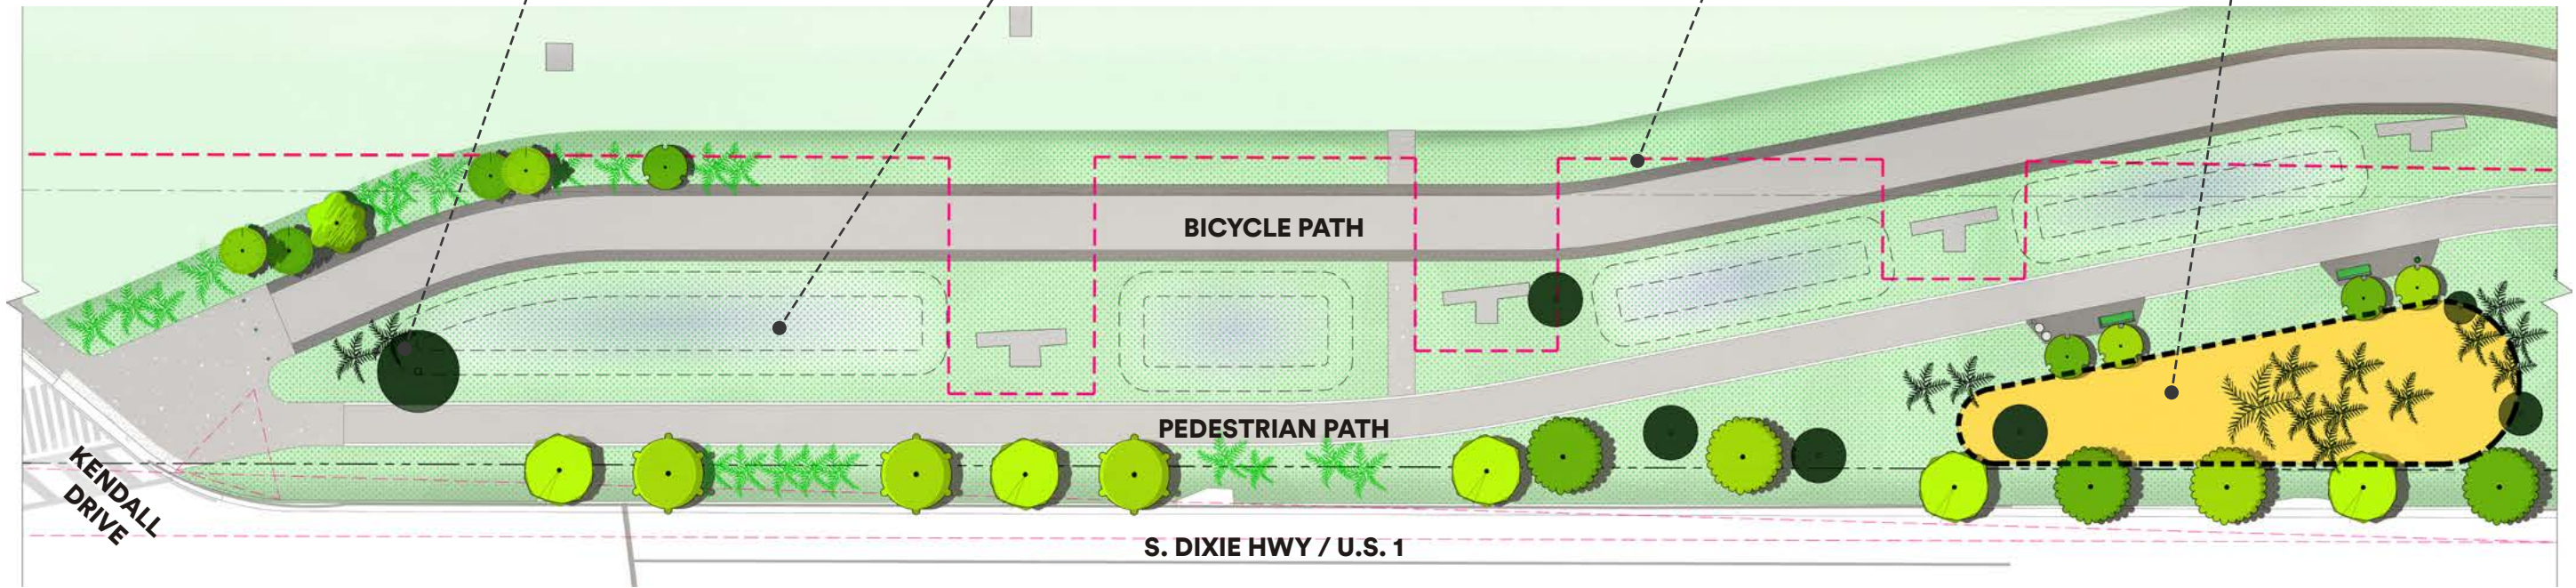 BICYCLE PATH
PEDESTRIAN PATH
KENDALL
DRIVE
S. DIXIE HWY / U.S. 1